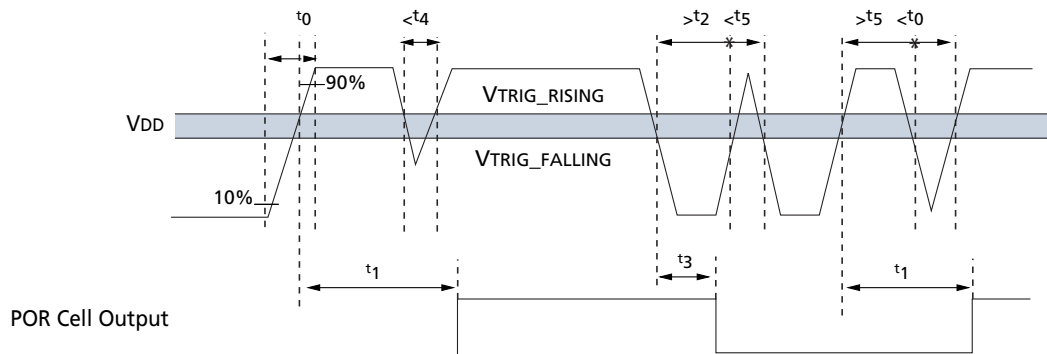 t0
<t4
>t2 <t5
>t5 <t0
90%
VTRIG_RISING
VDD
VTRIG_FALLING
10%
t1
t3
t1
POR Cell Output